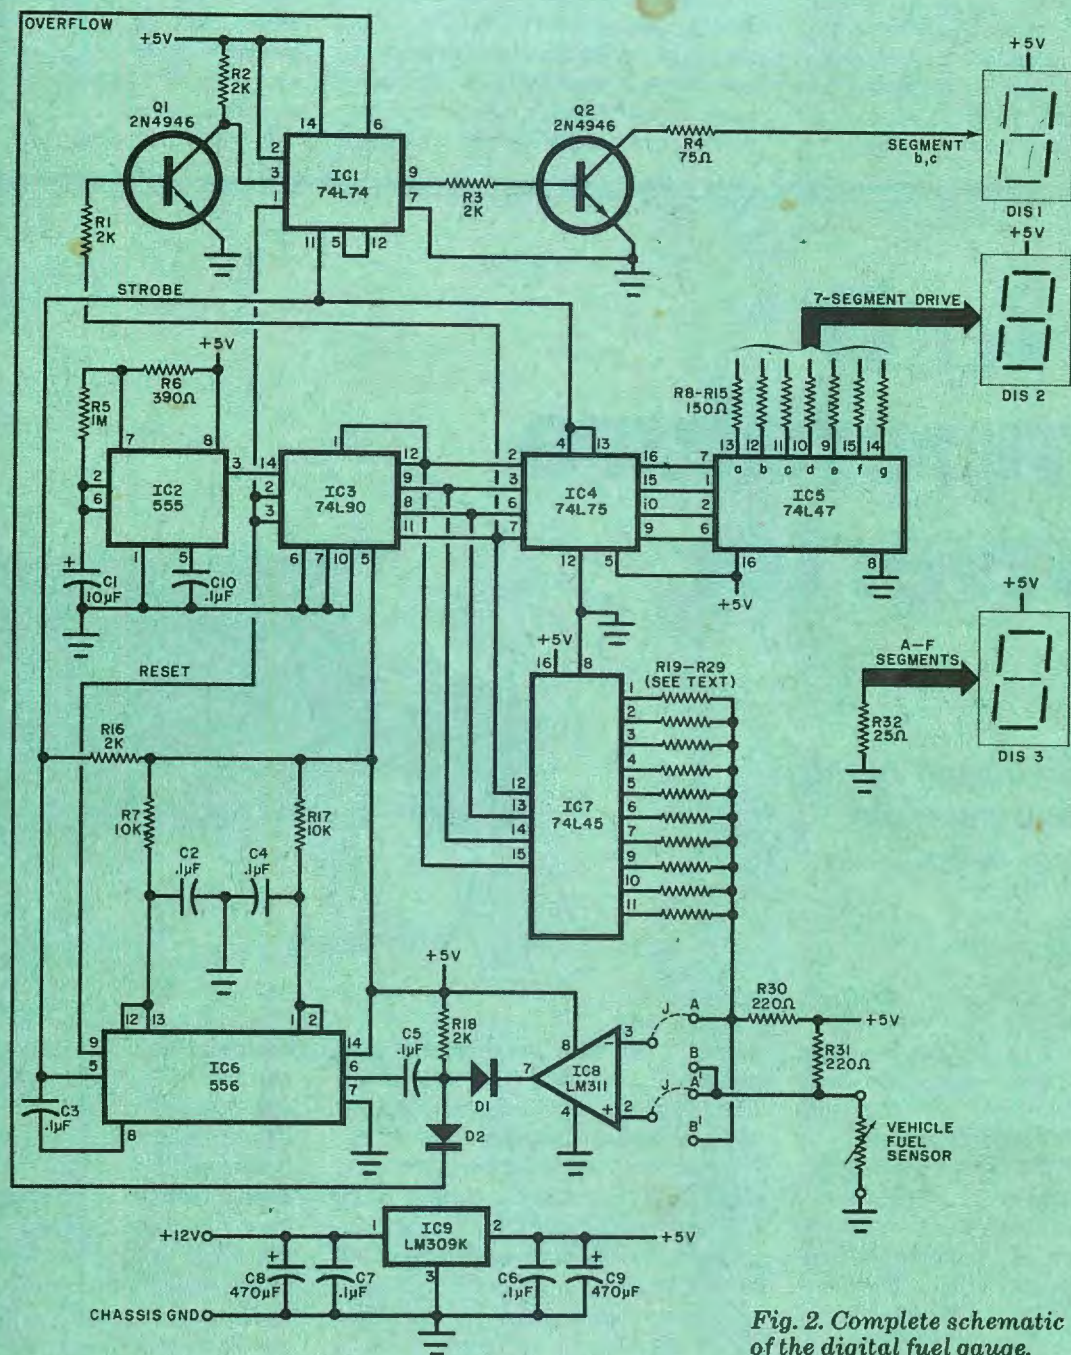 OVERFLOW
+5V
R2
2K
Q1
2N4946
14
6
2
3
1
IC1
74L74
9
7
11
5
12
R1
2K
R3
2K
Q2
2N4946
R4
75Ω
SEGMENT
b,c
+5V
DIS 1
+5V
STROBE
7-SEGMENT DRIVE
DIS 2
+5V
R6
390Ω
R5
1M
7
8
2
6
3
IC2
555
1
5
C1
10µF
+
C10
.1µF
1
14
2
3
IC3
74L90
12
9
8
11
6
7
10
5
4
13
2
3
6
7
IC4
74L75
16
15
10
9
12
5
R8-R15
150Ω
13
12
11
10
9
15
14
a
b
c
d
e
f
g
7
1
2
6
IC5
74L47
16
8
+5V
RESET
+5V
16
8
R19-R29
(SEE TEXT)
1
2
3
4
5
6
7
9
10
11
12
13
14
15
IC7
74L45
A-F
SEGMENTS
R32
25Ω
+5V
DIS 3
R16
2K
R7
10K
R17
10K
C2
.1µF
C4
.1µF
12
13
1
2
9
5
8
IC6
556
14
6
7
C3
.1µF
+5V
R18
2K
C5
.1µF
D1
D2
7
8
4
IC8
LM311
3
2
−
+
J
A
B
J
A'
B'
R30
220Ω
+5V
R31
220Ω
VEHICLE
FUEL
SENSOR
+12V
1
IC9
LM309K
2
3
+5V
+
C8
470µF
C7
.1µF
C6
.1µF
+
C9
470µF
CHASSIS GND
Fig. 2. Complete schematic
of the digital fuel gauge.